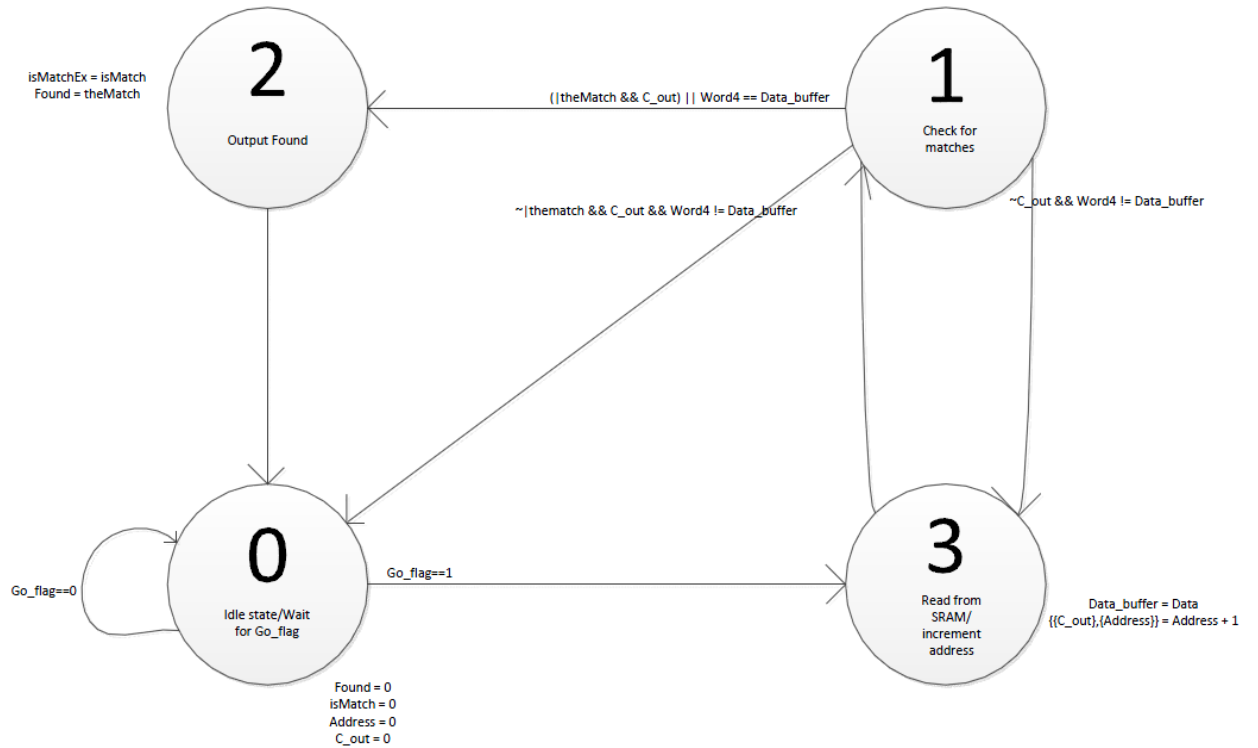 2
Output Found
isMatchEx = isMatch
Found = theMatch
(|theMatch && C_out) || Word4 == Data_buffer
1
Check for
matches
~|thematch && C_out && Word4 != Data_buffer
~C_out && Word4 != Data_buffer
0
Idle state/Wait
for Go_flag
Go_flag==0
Go_flag==1
3
Read from
SRAM/
increment
address
Data_buffer = Data
{{C_out},{Address}} = Address + 1
Found = 0
isMatch = 0
Address = 0
C_out = 0